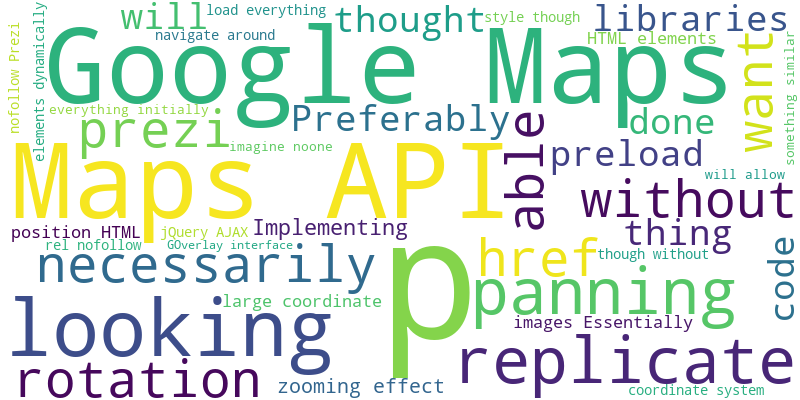 load everything
will
thought
style though
libraries
navigate around
HTML elements
nofollow Prezi
elements dynamically
Google Maps
want
something similar
everything initially
Preferably
done
prezi
imagine noone
able
preload
Maps API
will allow
without
position HTML
jQuery AJAX
Implementing
thing
rel nofollow
GOverlay interface
p
href
though without
necessarily
code
panning
large coordinate
looking
images Essentially
replicate
rotation
zooming effect
coordinate system